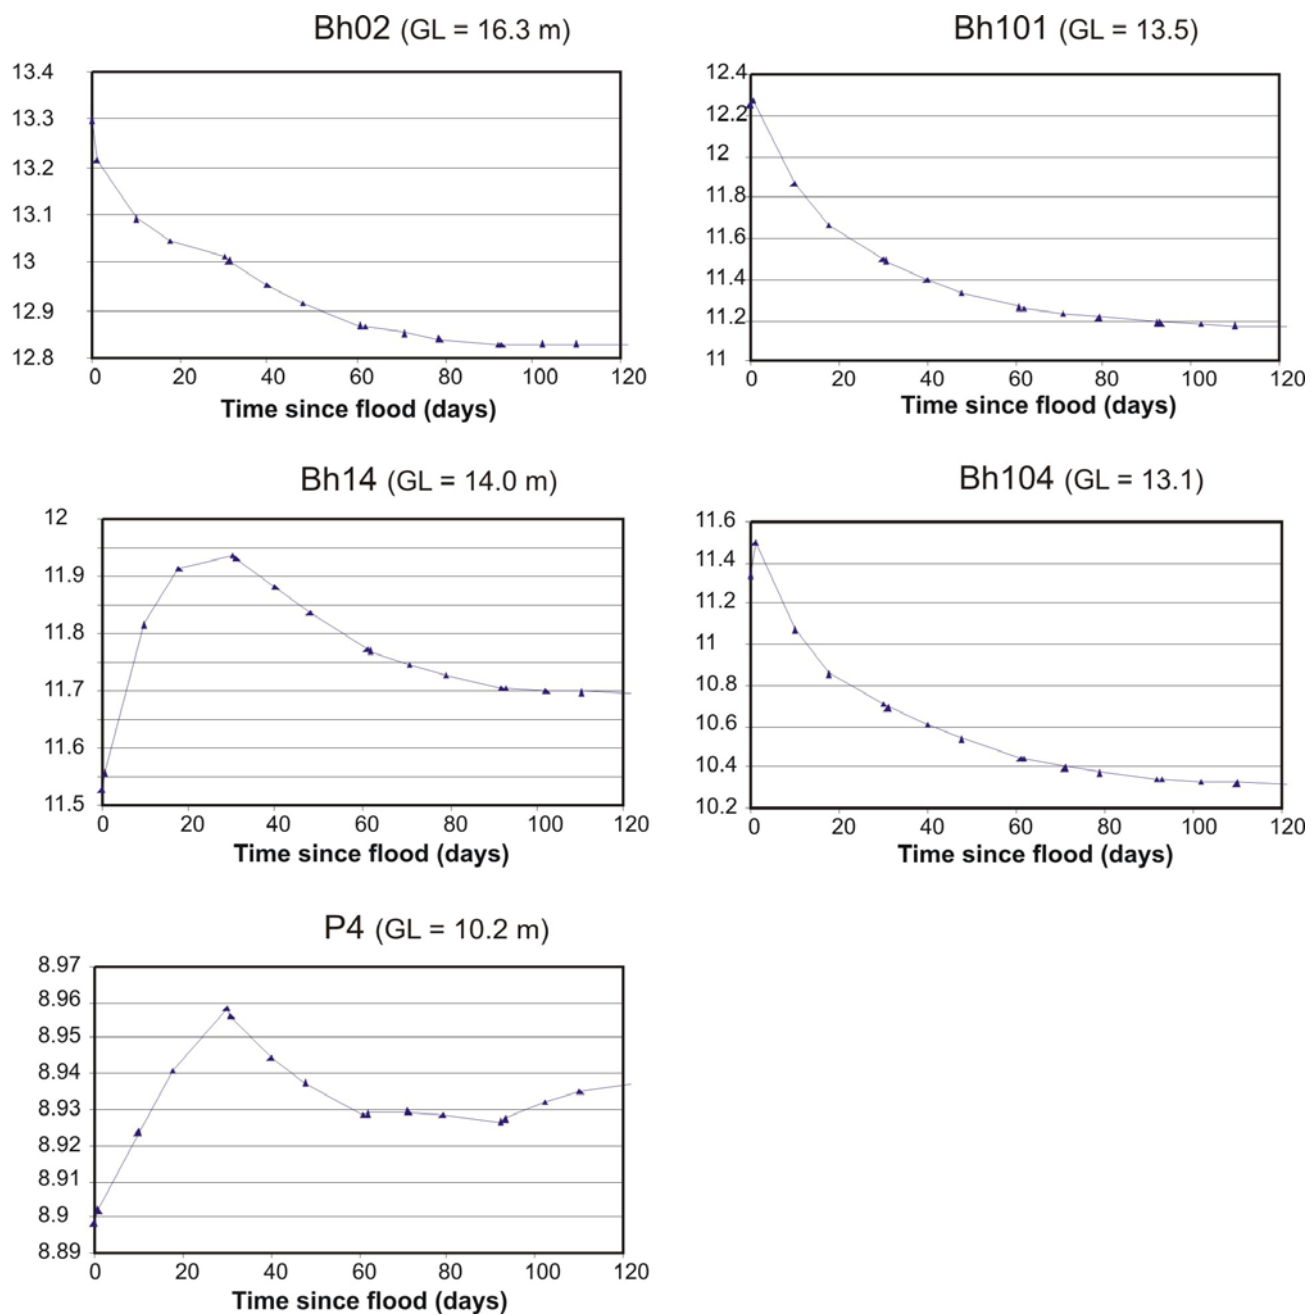 Bh02 (GL = 16.3 m)
13.4
13.3
13.2
13.1
13
12.9
12.8
0 20 40 60 80 100 120
Time since flood (days)
Bh101 (GL = 13.5)
12.4
12.2
12
11.8
11.6
11.4
11.2
11
0 20 40 60 80 100 120
Time since flood (days)
Bh14 (GL = 14.0 m)
12
11.9
11.8
11.7
11.6
11.5
0 20 40 60 80 100 120
Time since flood (days)
Bh104 (GL = 13.1)
11.6
11.4
11.2
11
10.8
10.6
10.4
10.2
0 20 40 60 80 100 120
Time since flood (days)
P4 (GL = 10.2 m)
8.97
8.96
8.95
8.94
8.93
8.92
8.91
8.9
8.89
0 20 40 60 80 100 120
Time since flood (days)